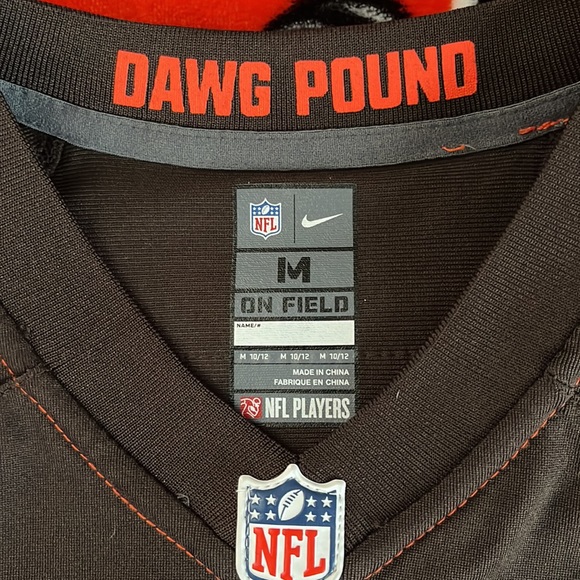 DAWG POUND
NFL
M
ON FIELD
NAME/#
M 10/12 M 10/12 M 10/12
MADE IN CHINA
FABRIQUE EN CHINA
NFL PLAYERS
NFL